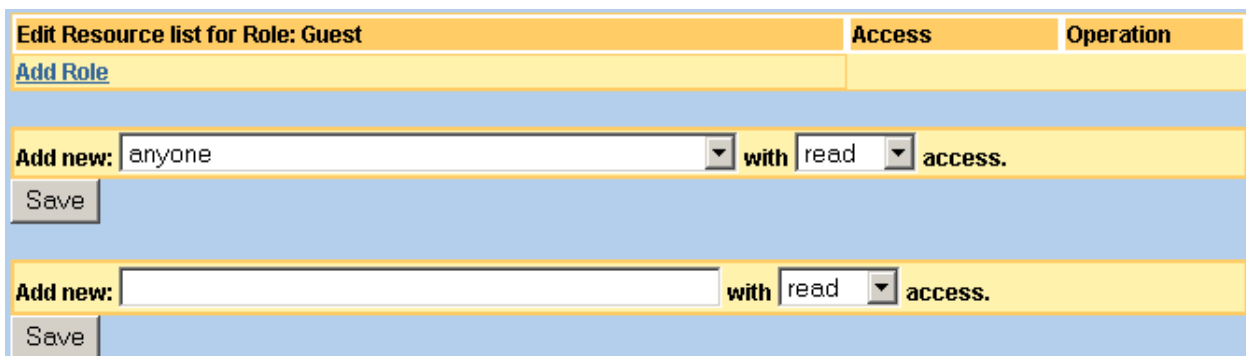 Edit Resource list for Role: Guest Access Operation
Add Role
Add new: anyone with read access.
Save
Add new: with read access.
Save